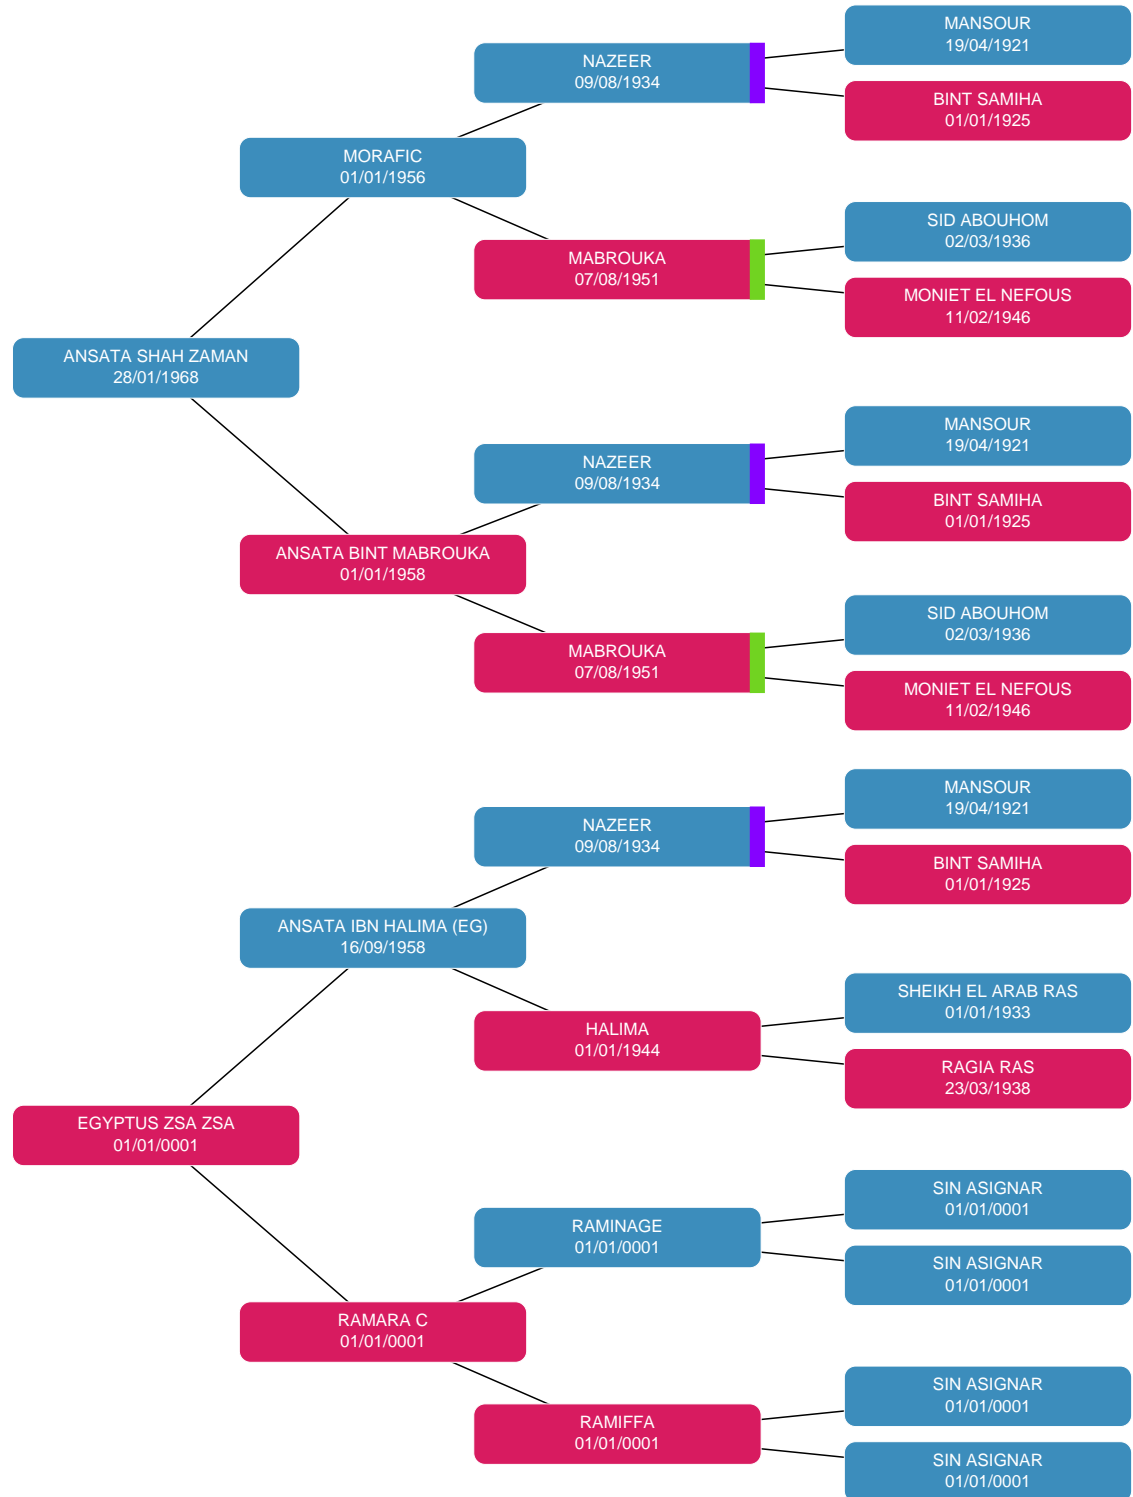 MANSOUR
19/04/1921
NAZEER
09/08/1934
BINT SAMIHA
01/01/1925
MORAFIC
01/01/1956
SID ABOUHOM
02/03/1936
MABROUKA
07/08/1951
MONIET EL NEFOUS
11/02/1946
ANSATA SHAH ZAMAN
28/01/1968
MANSOUR
19/04/1921
NAZEER
09/08/1934
BINT SAMIHA
01/01/1925
ANSATA BINT MABROUKA
01/01/1958
SID ABOUHOM
02/03/1936
MABROUKA
07/08/1951
MONIET EL NEFOUS
11/02/1946
MANSOUR
19/04/1921
NAZEER
09/08/1934
BINT SAMIHA
01/01/1925
ANSATA IBN HALIMA (EG)
16/09/1958
SHEIKH EL ARAB RAS
01/01/1933
HALIMA
01/01/1944
RAGIA RAS
23/03/1938
EGYPTUS ZSA ZSA
01/01/0001
SIN ASIGNAR
01/01/0001
RAMINAGE
01/01/0001
SIN ASIGNAR
01/01/0001
RAMARA C
01/01/0001
SIN ASIGNAR
01/01/0001
RAMIFFA
01/01/0001
SIN ASIGNAR
01/01/0001